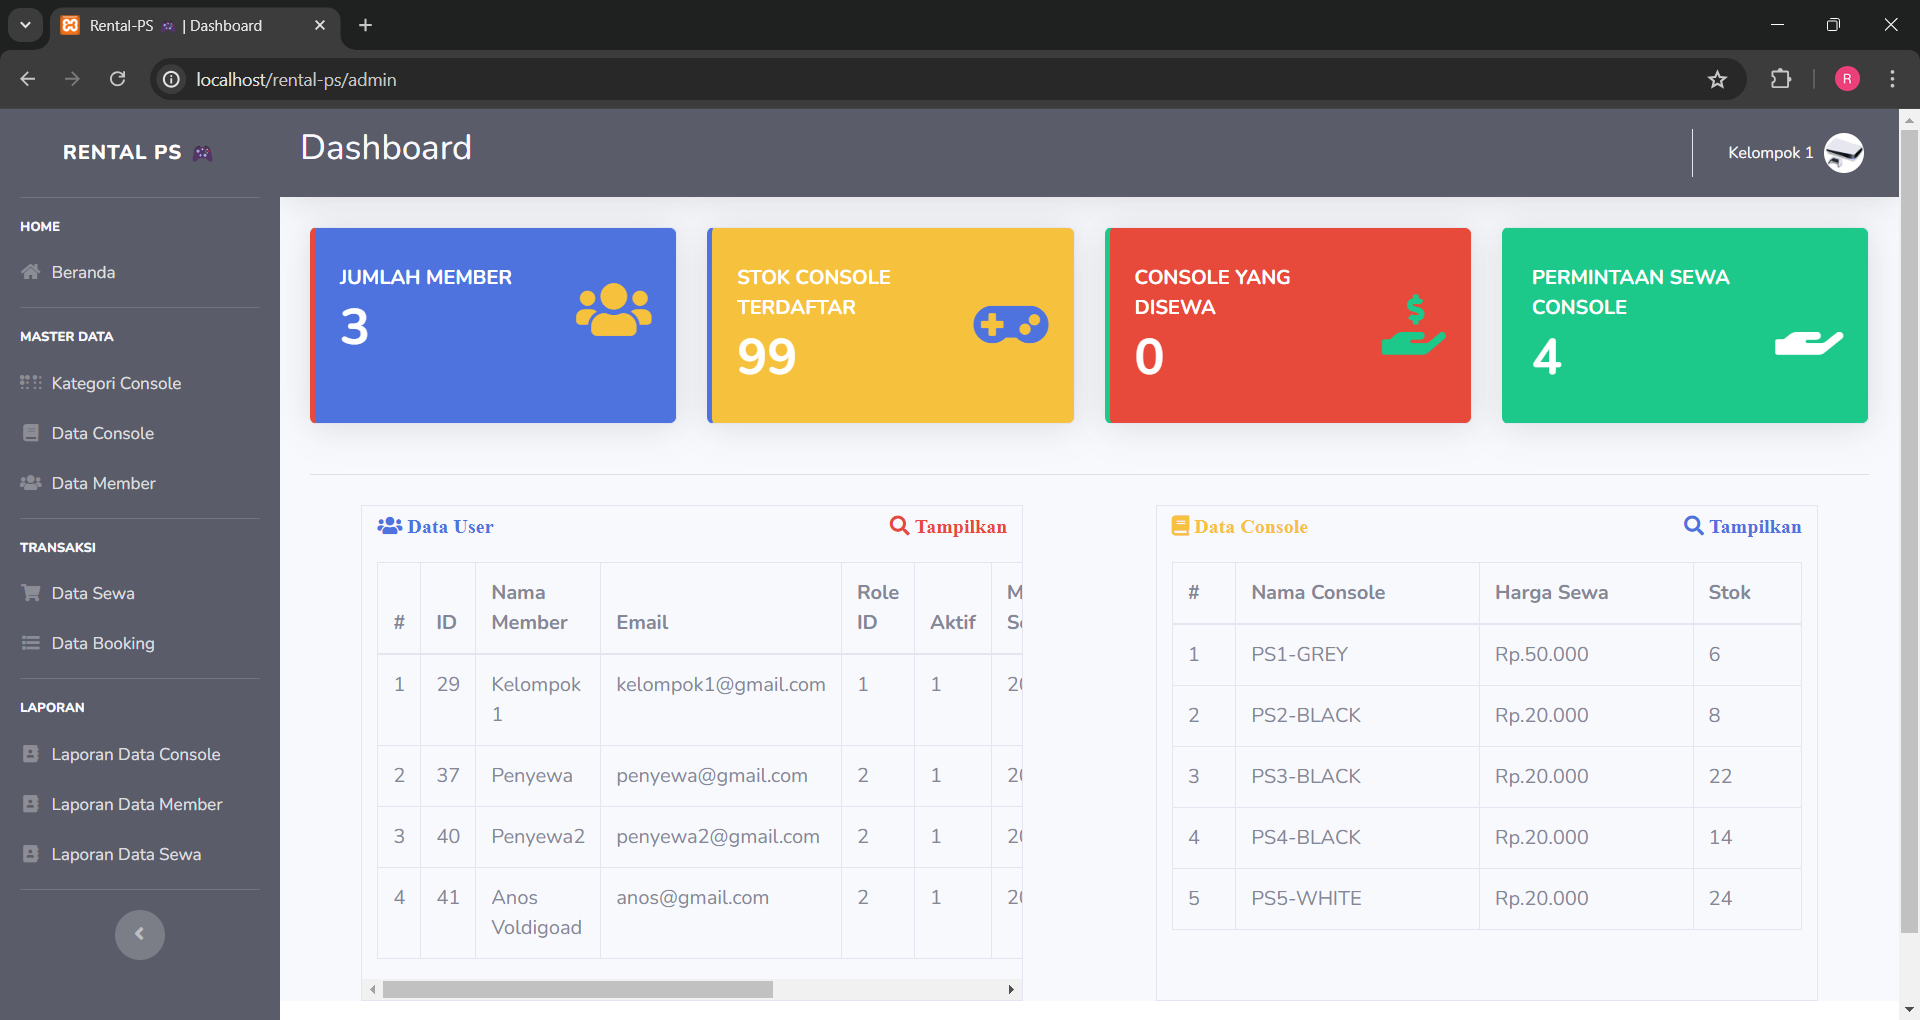 Rental-PS 🎮 | Dashboard
localhost/rental-ps/admin
R
RENTAL PS 🎮
Dashboard
Kelompok 1
HOME
Beranda
MASTER DATA
Kategori Console
Data Console
Data Member
TRANSAKSI
Data Sewa
Data Booking
LAPORAN
Laporan Data Console
Laporan Data Member
Laporan Data Sewa
JUMLAH MEMBER
3
STOK CONSOLE
TERDAFTAR
99
CONSOLE YANG
DISEWA
0
PERMINTAAN SEWA
CONSOLE
4
Data User
Tampilkan
# ID Nama Member Email Role ID Aktif
1 29 Kelompok 1 kelompok1@gmail.com 1 1
2 37 Penyewa penyewa@gmail.com 2 1
3 40 Penyewa2 penyewa2@gmail.com 2 1
4 41 Anos Voldigoad anos@gmail.com 2 1
Data Console
Tampilkan
# Nama Console Harga Sewa Stok
1 PS1-GREY Rp.50.000 6
2 PS2-BLACK Rp.20.000 8
3 PS3-BLACK Rp.20.000 22
4 PS4-BLACK Rp.20.000 14
5 PS5-WHITE Rp.20.000 24